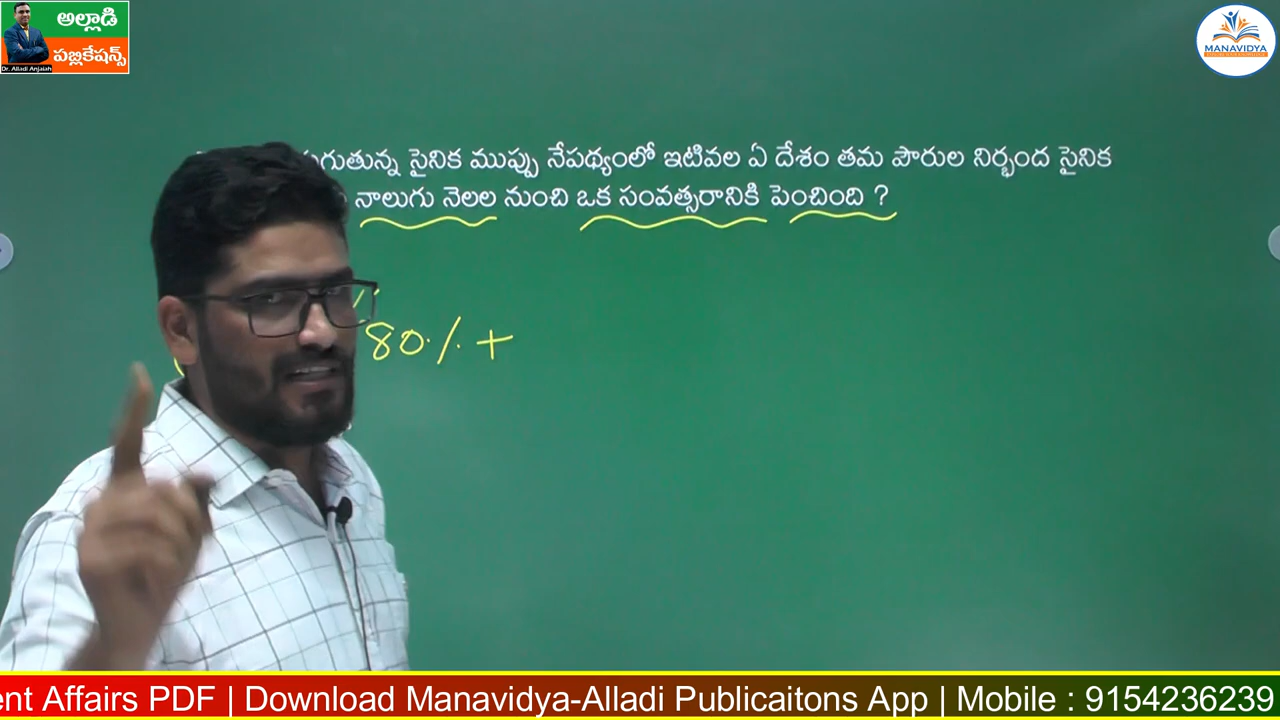 అల్లాడి
పబ్లికేషన్స్
Dr. Alladi Anjaiah
MANAVIDYA
సైనిక ముప్పు నేపథ్యంలో ఇటీవల ఏ దేశం తమ పౌరుల నిర్భంద సైనిక
నాలుగు నెలల నుంచి ఒక సంవత్సరానికి పెంచింది ?
80% +
ent Affairs PDF | Download Manavidya-Alladi Publicaitons App | Mobile : 9154236239